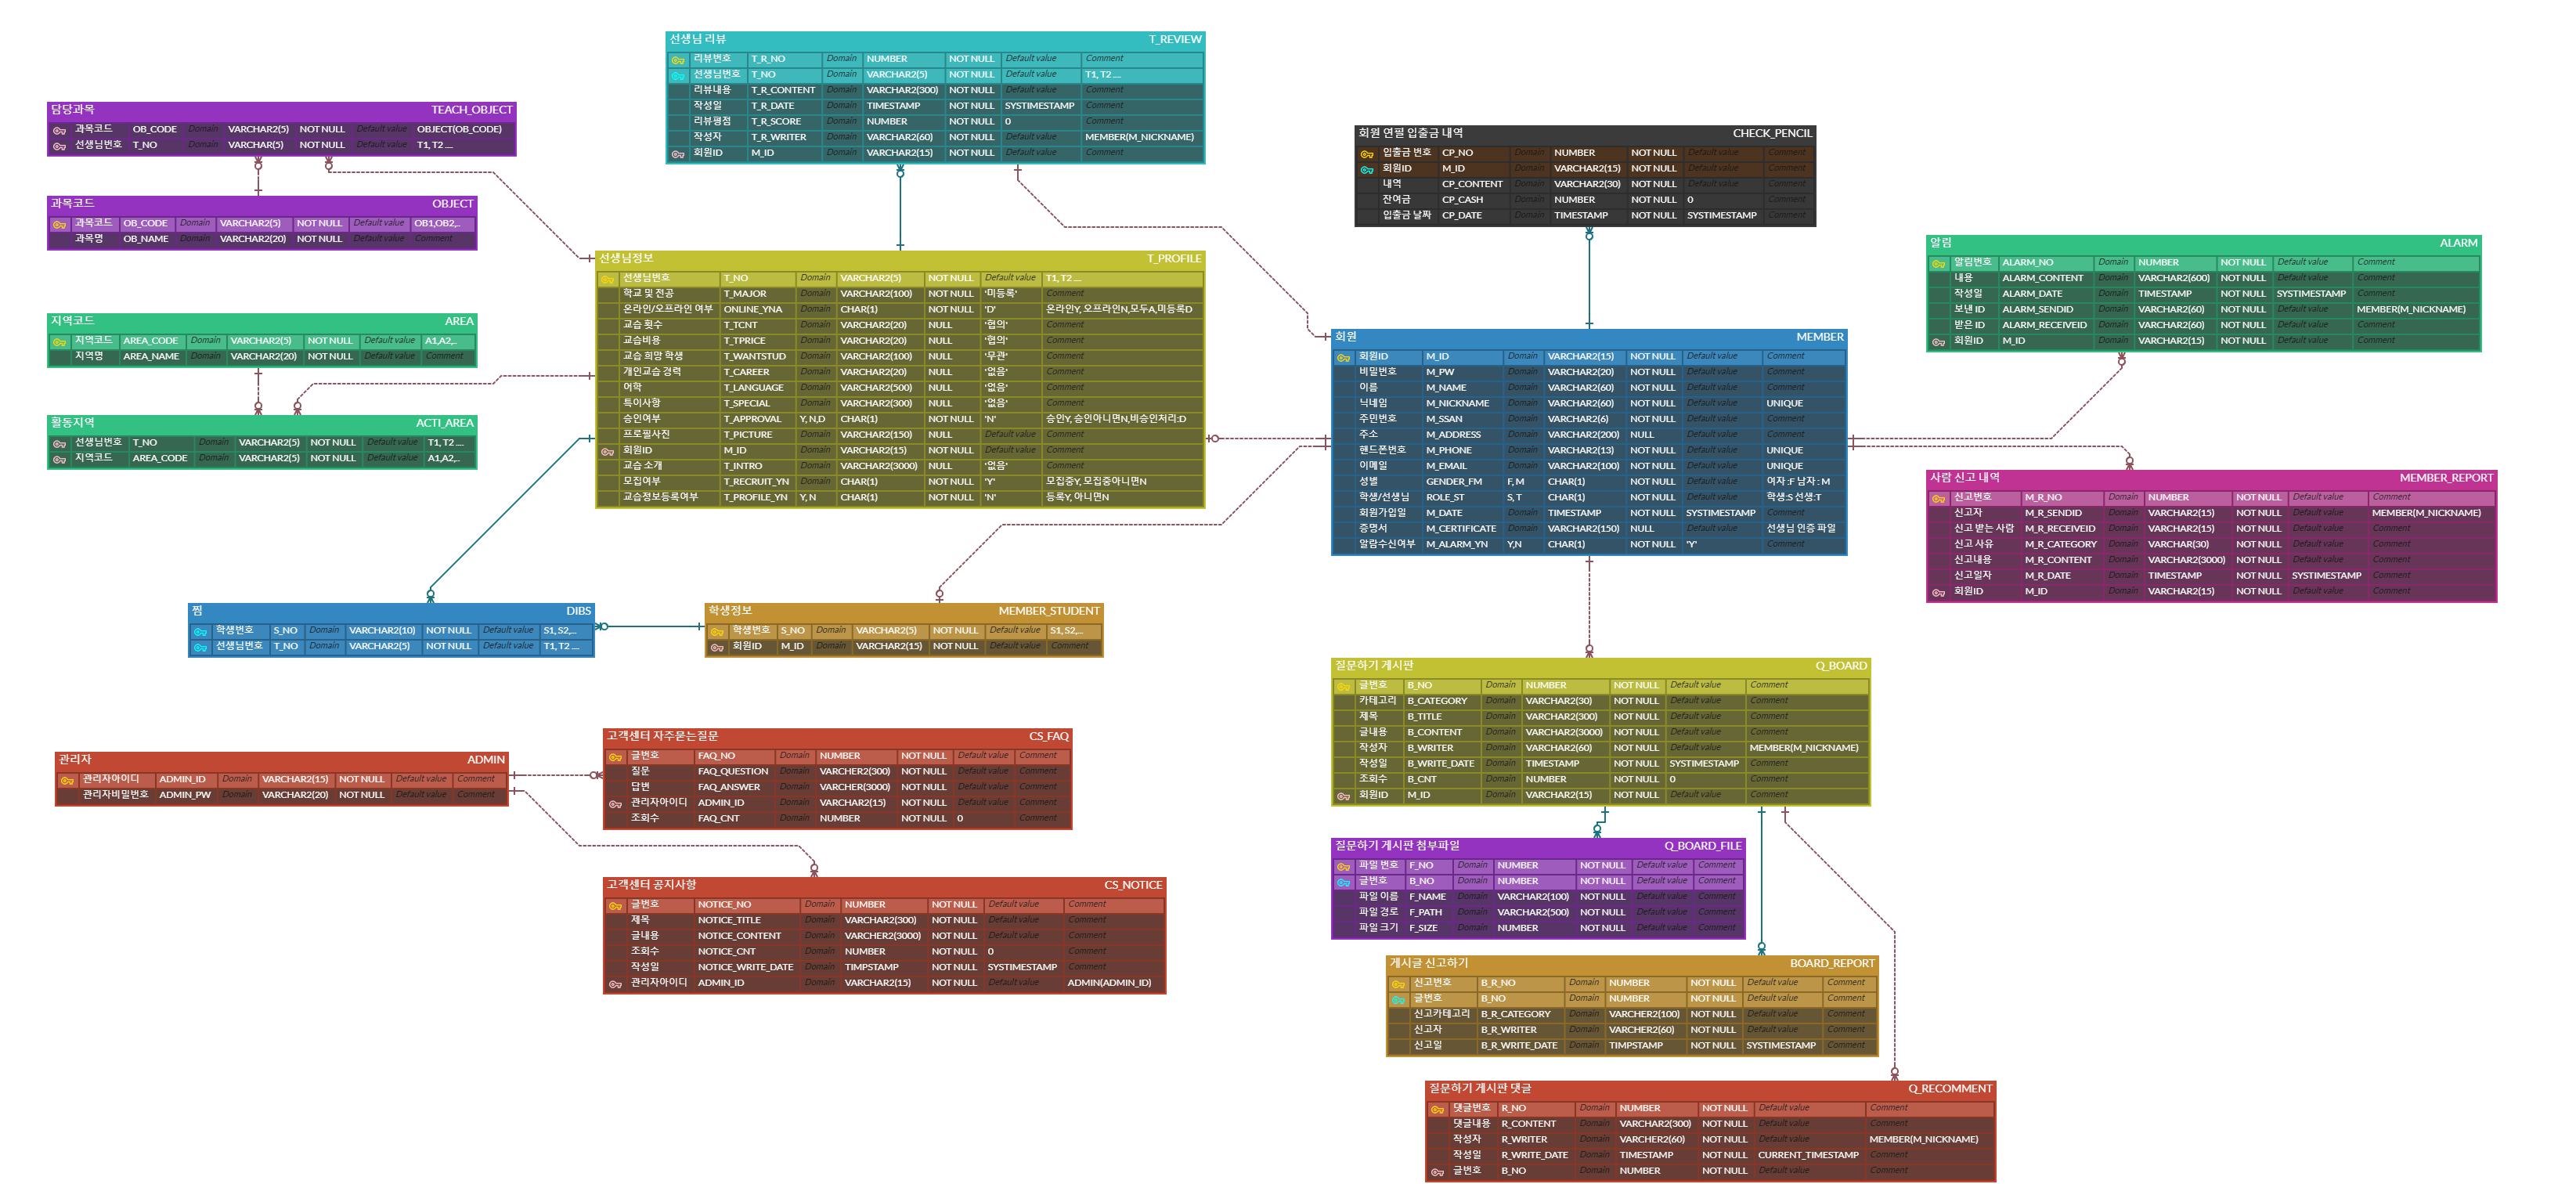 선생님 리뷰 T_REVIEW
리뷰번호 T_R_NO Domain NUMBER NOT NULL Default value Comment
선생님번호 T_NO Domain VARCHAR2(5) NOT NULL Default value T1, T2 ....
리뷰내용 T_R_CONTENT Domain VARCHAR2(300) NOT NULL Default value Comment
작성일 T_R_DATE Domain TIMESTAMP NOT NULL SYSTIMESTAMP Comment
리뷰평점 T_R_SCORE Domain NUMBER NOT NULL 0 Comment
작성자 T_R_WRITER Domain VARCHAR2(60) NOT NULL Default value MEMBER(M_NICKNAME)
회원ID M_ID Domain VARCHAR2(15) NOT NULL Default value Comment
담당과목 TEACH_OBJECT
과목코드 OB_CODE Domain VARCHAR2(5) NOT NULL Default value OBJECT(OB_CODE)
선생님번호 T_NO Domain VARCHAR(5) NOT NULL Default value T1, T2 ....
회원 연필 입출금 내역 CHECK_PENCIL
입출금 번호 CP_NO Domain NUMBER NOT NULL Default value Comment
회원ID M_ID Domain VARCHAR2(15) NOT NULL Default value Comment
내역 CP_CONTENT Domain VARCHAR2(30) NOT NULL Default value Comment
잔여금 CP_CASH Domain NUMBER NOT NULL 0 Comment
입출금 날짜 CP_DATE Domain TIMESTAMP NOT NULL SYSTIMESTAMP Comment
과목코드 OBJECT
과목코드 OB_CODE Domain VARCHAR2(5) NOT NULL Default value OB1,OB2,..
과목명 OB_NAME Domain VARCHAR2(20) NOT NULL Default value Comment
선생님정보 T_PROFILE
선생님번호 T_NO Domain VARCHAR2(5) NOT NULL Default value T1, T2 ....
학교 및 전공 T_MAJOR Domain VARCHAR2(100) NOT NULL '미등록' Comment
온라인/오프라인 여부 ONLINE_YNA Domain CHAR(1) NOT NULL 'D' 온라인Y, 오프라인N,모두A,미등록D
교습 횟수 T_TCNT Domain VARCHAR2(20) NULL '협의' Comment
교습비용 T_TPRICE Domain VARCHAR2(20) NULL '협의' Comment
교습 희망 학생 T_WANTSTUD Domain VARCHAR2(100) NULL '무관' Comment
개인교습 경력 T_CAREER Domain VARCHAR2(20) NULL '없음' Comment
어학 T_LANGUAGE Domain VARCHAR2(500) NULL '없음' Comment
특이사항 T_SPECIAL Domain VARCHAR2(300) NULL '없음' Comment
승인여부 T_APPROVAL Y, N,D CHAR(1) NOT NULL 'N' 승인Y, 승인아니면N,비승인처리:D
프로필사진 T_PICTURE Domain VARCHAR2(150) NULL Default value Comment
회원ID M_ID Domain VARCHAR2(15) NOT NULL Default value Comment
교습 소개 T_INTRO Domain VARCHAR2(3000) NULL '없음' Comment
모집여부 T_RECRUIT_YN Domain CHAR(1) NOT NULL 'Y' 모집중Y, 모집중아니면N
교습정보등록여부 T_PROFILE_YN Y, N CHAR(1) NOT NULL 'N' 등록Y, 아니면N
알림 ALARM
알림번호 ALARM_NO Domain NUMBER NOT NULL Default value Comment
내용 ALARM_CONTENT Domain VARCHAR2(600) NOT NULL Default value Comment
작성일 ALARM_DATE Domain TIMESTAMP NOT NULL SYSTIMESTAMP Comment
보낸 ID ALARM_SENDID Domain VARCHAR2(60) NOT NULL Default value MEMBER(M_NICKNAME)
받은 ID ALARM_RECEIVEID Domain VARCHAR2(60) NOT NULL Default value Comment
회원ID M_ID Domain VARCHAR2(15) NOT NULL Default value Comment
지역코드 AREA
지역코드 AREA_CODE Domain VARCHAR2(5) NOT NULL Default value A1,A2,..
지역명 AREA_NAME Domain VARCHAR2(20) NOT NULL Default value Comment
회원 MEMBER
회원ID M_ID Domain VARCHAR2(15) NOT NULL Default value Comment
비밀번호 M_PW Domain VARCHAR2(20) NOT NULL Default value Comment
이름 M_NAME Domain VARCHAR2(60) NOT NULL Default value Comment
닉네임 M_NICKNAME Domain VARCHAR2(60) NOT NULL Default value UNIQUE
주민번호 M_SSAN Domain VARCHAR2(6) NOT NULL Default value Comment
주소 M_ADDRESS Domain VARCHAR2(200) NULL Default value Comment
핸드폰번호 M_PHONE Domain VARCHAR2(13) NOT NULL Default value UNIQUE
이메일 M_EMAIL Domain VARCHAR2(100) NOT NULL Default value UNIQUE
성별 GENDER_FM F, M CHAR(1) NOT NULL Default value 여자 :F 남자 : M
학생/선생님 ROLE_ST S, T CHAR(1) NOT NULL Default value 학생:S 선생:T
회원가입일 M_DATE Domain TIMESTAMP NOT NULL SYSTIMESTAMP Comment
증명서 M_CERTIFICATE Domain VARCHAR2(150) NULL Default value 선생님 인증 파일
알람수신여부 M_ALARM_YN Y,N CHAR(1) NOT NULL 'Y' Comment
활동지역 ACTI_AREA
선생님번호 T_NO Domain VARCHAR2(5) NOT NULL Default value T1, T2 ....
지역코드 AREA_CODE Domain VARCHAR2(5) NOT NULL Default value A1,A2,..
사람 신고 내역 MEMBER_REPORT
신고번호 M_R_NO Domain NUMBER NOT NULL Default value Comment
신고자 M_R_SENDID Domain VARCHAR2(15) NOT NULL Default value MEMBER(M_NICKNAME)
신고 받는 사람 M_R_RECEIVEID Domain VARCHAR2(15) NOT NULL Default value Comment
신고 사유 M_R_CATEGORY Domain VARCHAR(30) NOT NULL Default value Comment
신고내용 M_R_CONTENT Domain VARCHAR2(3000) NOT NULL Default value Comment
신고일자 M_R_DATE Domain TIMESTAMP NOT NULL SYSTIMESTAMP Comment
회원ID M_ID Domain VARCHAR2(15) NOT NULL Default value Comment
찜 DIBS
학생번호 S_NO Domain VARCHAR2(10) NOT NULL Default value S1, S2,...
선생님번호 T_NO Domain VARCHAR2(5) NOT NULL Default value T1, T2 ....
학생정보 MEMBER_STUDENT
학생번호 S_NO Domain VARCHAR2(5) NOT NULL Default value S1, S2,...
회원ID M_ID Domain VARCHAR2(15) NOT NULL Default value Comment
질문하기 게시판 Q_BOARD
글번호 B_NO Domain NUMBER NOT NULL Default value Comment
카테고리 B_CATEGORY Domain VARCHAR2(30) NOT NULL Default value Comment
제목 B_TITLE Domain VARCHAR2(300) NOT NULL Default value Comment
글내용 B_CONTENT Domain VARCHAR2(3000) NOT NULL Default value Comment
작성자 B_WRITER Domain VARCHAR2(60) NOT NULL Default value MEMBER(M_NICKNAME)
작성일 B_WRITE_DATE Domain TIMESTAMP NOT NULL SYSTIMESTAMP Comment
조회수 B_CNT Domain NUMBER NOT NULL 0 Comment
회원ID M_ID Domain VARCHAR2(15) NOT NULL Default value Comment
관리자 ADMIN
관리자아이디 ADMIN_ID Domain VARCHAR2(15) NOT NULL Default value Comment
관리자비밀번호 ADMIN_PW Domain VARCHAR2(20) NOT NULL Default value Comment
고객센터 자주묻는질문 CS_FAQ
글번호 FAQ_NO Domain NUMBER NOT NULL Default value Comment
질문 FAQ_QUESTION Domain VARCHER2(300) NOT NULL Default value Comment
답변 FAQ_ANSWER Domain VARCHER(3000) NOT NULL Default value Comment
관리자아이디 ADMIN_ID Domain VARCHAR2(15) NOT NULL Default value Comment
조회수 FAQ_CNT Domain NUMBER NOT NULL 0 Comment
고객센터 공지사항 CS_NOTICE
글번호 NOTICE_NO Domain NUMBER NOT NULL Default value Comment
제목 NOTICE_TITLE Domain VARCHAR2(300) NOT NULL Default value Comment
글내용 NOTICE_CONTENT Domain VARCHER2(3000) NOT NULL Default value Comment
조회수 NOTICE_CNT Domain NUMBER NOT NULL 0 Comment
작성일 NOTICE_WRITE_DATE Domain TIMPSTAMP NOT NULL SYSTIMESTAMP Comment
관리자아이디 ADMIN_ID Domain VARCHAR2(15) NOT NULL Default value ADMIN(ADMIN_ID)
질문하기 게시판 첨부파일 Q_BOARD_FILE
파일 번호 F_NO Domain NUMBER NOT NULL Default value Comment
글번호 B_NO Domain NUMBER NOT NULL Default value Comment
파일 이름 F_NAME Domain VARCHAR2(100) NOT NULL Default value Comment
파일 경로 F_PATH Domain VARCHAR2(500) NOT NULL Default value Comment
파일 크기 F_SIZE Domain NUMBER NOT NULL Default value Comment
게시글 신고하기 BOARD_REPORT
신고번호 B_R_NO Domain NUMBER NOT NULL Default value Comment
글번호 B_NO Domain NUMBER NOT NULL Default value Comment
신고카테고리 B_R_CATEGORY Domain VARCHER2(100) NOT NULL Default value Comment
신고자 B_R_WRITER Domain VARCHER2(60) NOT NULL Default value Comment
신고일 B_R_WRITE_DATE Domain TIMPSTAMP NOT NULL SYSTIMESTAMP Comment
질문하기 게시판 댓글 Q_RECOMMENT
댓글번호 R_NO Domain NUMBER NOT NULL Default value Comment
댓글내용 R_CONTENT Domain VARCHAR2(300) NOT NULL Default value Comment
작성자 R_WRITER Domain VARCHER2(60) NOT NULL Default value MEMBER(M_NICKNAME)
작성일 R_WRITE_DATE Domain TIMESTAMP NOT NULL CURRENT_TIMESTAMP Comment
글번호 B_NO Domain NUMBER NOT NULL Default value Comment